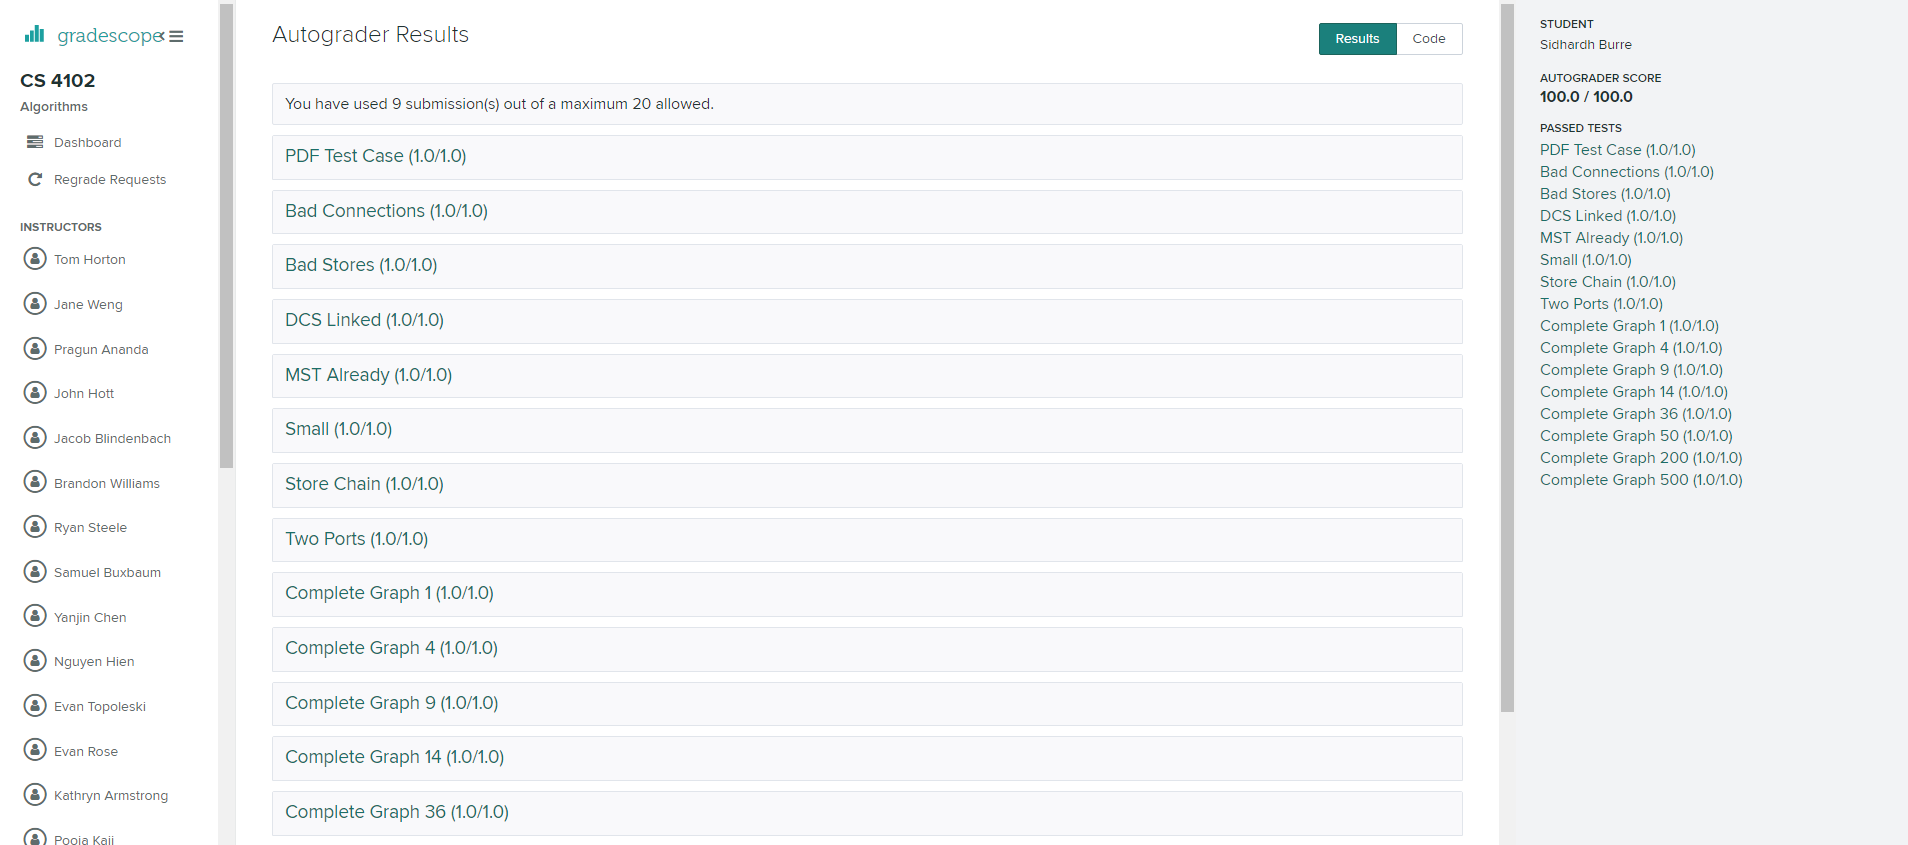 gradescope
CS 4102
Algorithms
Dashboard
Regrade Requests
INSTRUCTORS
Tom Horton
Jane Weng
Pragun Ananda
John Hott
Jacob Blindenbach
Brandon Williams
Ryan Steele
Samuel Buxbaum
Yanjin Chen
Nguyen Hien
Evan Topoleski
Evan Rose
Kathryn Armstrong
Autograder Results
Results
Code
You have used 9 submission(s) out of a maximum 20 allowed.
PDF Test Case (1.0/1.0)
Bad Connections (1.0/1.0)
Bad Stores (1.0/1.0)
DCS Linked (1.0/1.0)
MST Already (1.0/1.0)
Small (1.0/1.0)
Store Chain (1.0/1.0)
Two Ports (1.0/1.0)
Complete Graph 1 (1.0/1.0)
Complete Graph 4 (1.0/1.0)
Complete Graph 9 (1.0/1.0)
Complete Graph 14 (1.0/1.0)
Complete Graph 36 (1.0/1.0)
STUDENT
Sidhardh Burre
AUTOGRADER SCORE
100.0 / 100.0
PASSED TESTS
PDF Test Case (1.0/1.0)
Bad Connections (1.0/1.0)
Bad Stores (1.0/1.0)
DCS Linked (1.0/1.0)
MST Already (1.0/1.0)
Small (1.0/1.0)
Store Chain (1.0/1.0)
Two Ports (1.0/1.0)
Complete Graph 1 (1.0/1.0)
Complete Graph 4 (1.0/1.0)
Complete Graph 9 (1.0/1.0)
Complete Graph 14 (1.0/1.0)
Complete Graph 36 (1.0/1.0)
Complete Graph 50 (1.0/1.0)
Complete Graph 200 (1.0/1.0)
Complete Graph 500 (1.0/1.0)